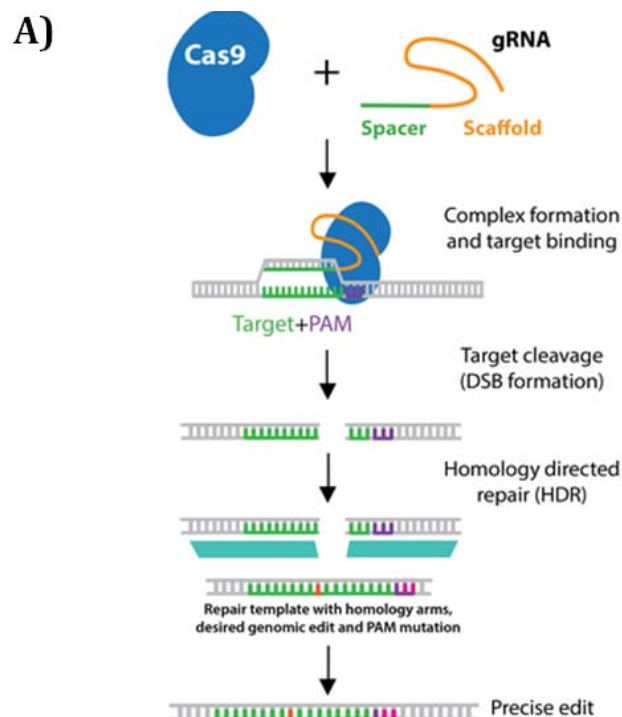 A)
Cas9
+
gRNA
Spacer
Scaffold
Complex formation
and target binding
Target+PAM
Target cleavage
(DSB formation)
Homology directed
repair (HDR)
Repair template with homology arms,
desired genomic edit and PAM mutation
Precise edit